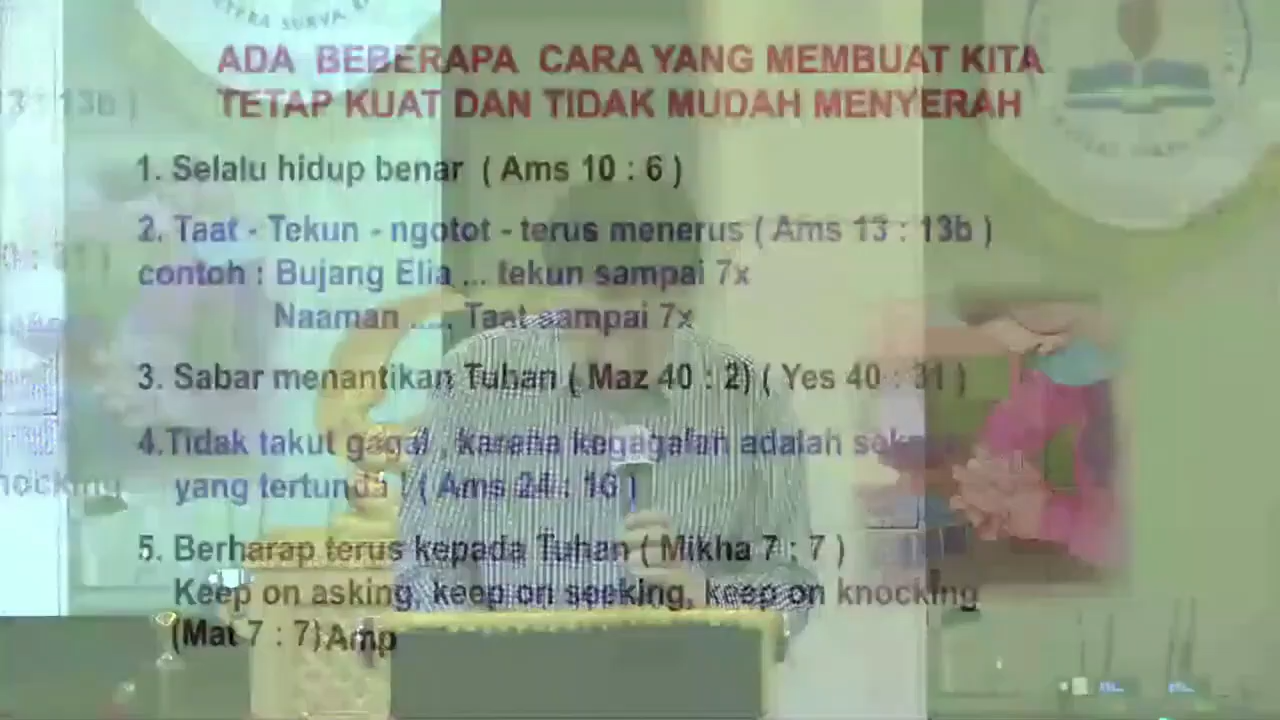 ADA BEBERAPA CARA YANG MEMBUAT KITA
TETAP KUAT DAN TIDAK MUDAH MENYERAH
1. Selalu hidup benar ( Ams 10 : 6 )
2. Taat - Tekun - ngotot - terus menerus ( Ams 13 : 13b )
contoh : Bujang Elia ... tekun sampai 7x
Naaman ...., Taat sampai 7x
3. Sabar menantikan Tuhan ( Maz 40 : 2) ( Yes 40 : 31 )
4.Tidak takut gagal , karena kegagalan adalah
yang tertunda ! ( Ams 24 : 16 )
5. Berharap terus kepada Tuhan ( Mikha 7 : 7 )
Keep on asking, keep on seeking, keep on knocking
(Mat 7 : 7) Amp
13b )
knocking